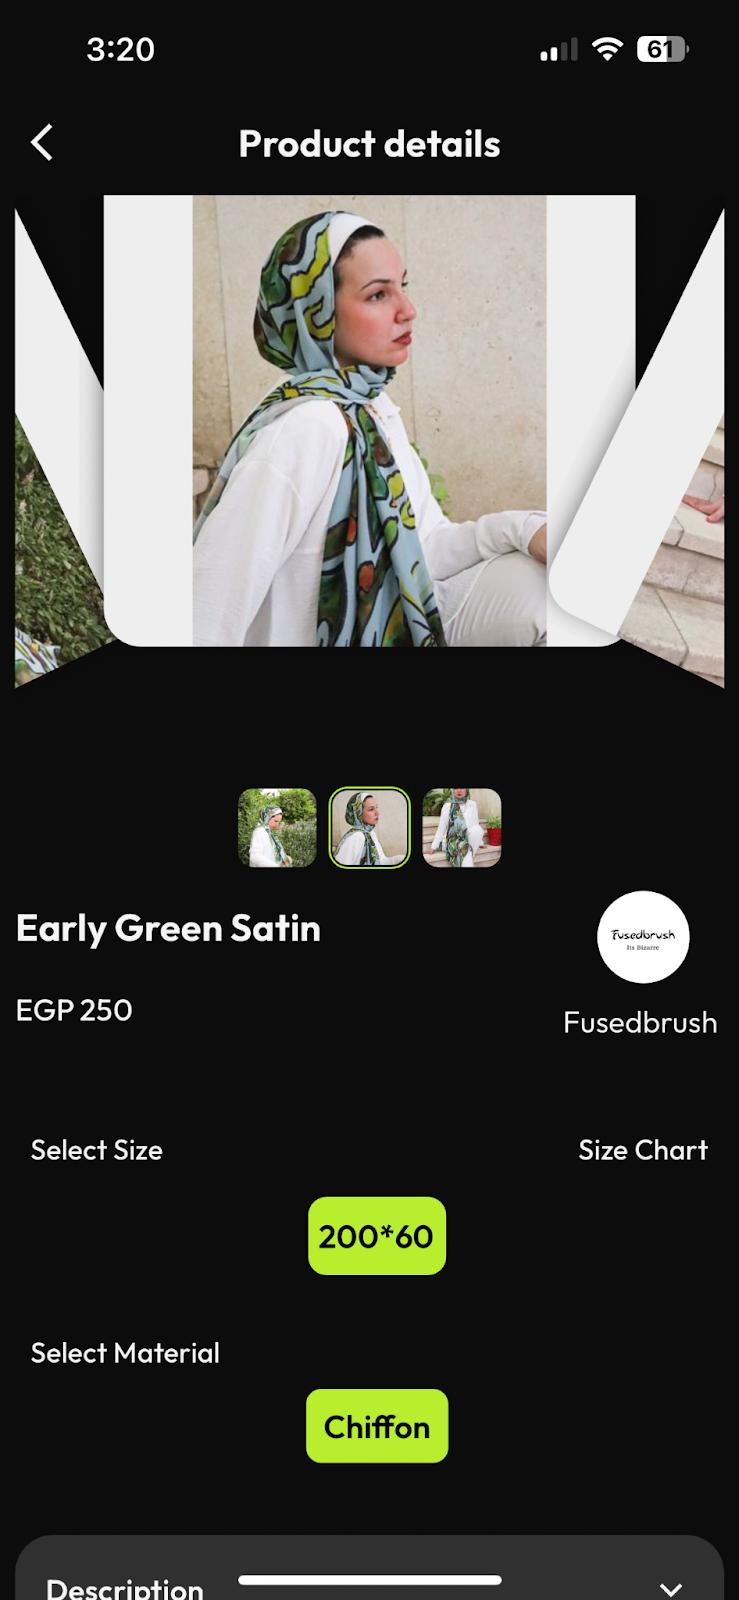 3:20
61
Product details
Early Green Satin
Fusedbrush
Its Bizarre
EGP 250
Fusedbrush
Select Size
Size Chart
200*60
Select Material
Chiffon
Description